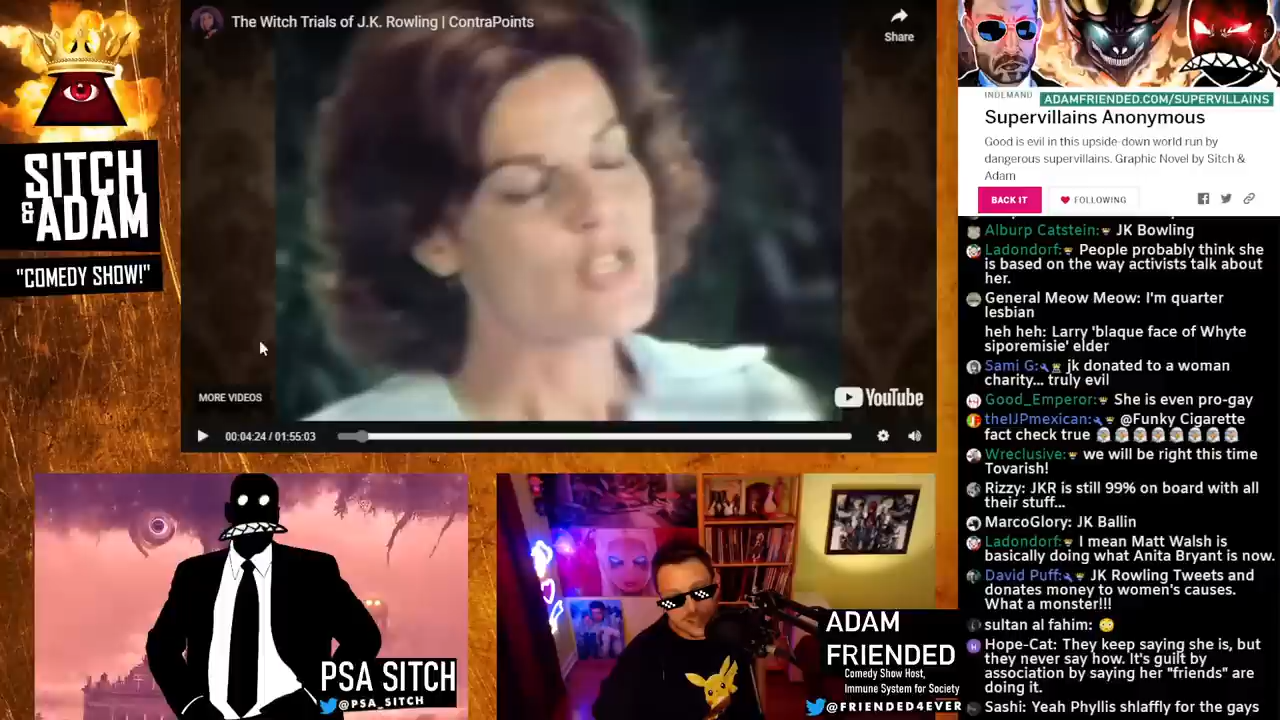 The Witch Trials of J.K. Rowling | ContraPoints
Share
MORE VIDEOS
YouTube
00:04:24 / 01:55:03
SITCH
& ADAM
"COMEDY SHOW!"
PSA SITCH
@PSA_SITCH
ADAM
FRIENDED
Comedy Show Host,
Immune System for Society
@FRIENDED4EVER
INDEMAND
ADAMFRIENDED.COM/SUPERVILLAINS
Supervillains Anonymous
Good is evil in this upside-down world run by
dangerous supervillains. Graphic Novel by Sitch &
Adam
BACK IT
FOLLOWING
Alburp Catstein: JK Bowling
Ladondorf: People probably think she
is based on the way activists talk about
her.
General Meow Meow: I'm quarter
lesbian
heh heh: Larry 'blaque face of Whyte
siporemisie' elder
Sami G: jk donated to a woman
charity... truly evil
Good_Emperor: She is even pro-gay
theIJPmexican: @Funky Cigarette
fact check true
Wreclusive: we will be right this time
Tovarish!
Rizzy: JKR is still 99% on board with all
their stuff...
MarcoGlory: JK Ballin
Ladondorf: I mean Matt Walsh is
basically doing what Anita Bryant is now.
David Puff: JK Rowling Tweets and
donates money to women's causes.
What a monster!!!
sultan al fahim:
Hope-Cat: They keep saying she is, but
they never say how. It's guilt by
association by saying her "friends" are
doing it.
Sashi: Yeah Phyllis shlaffly for the gays